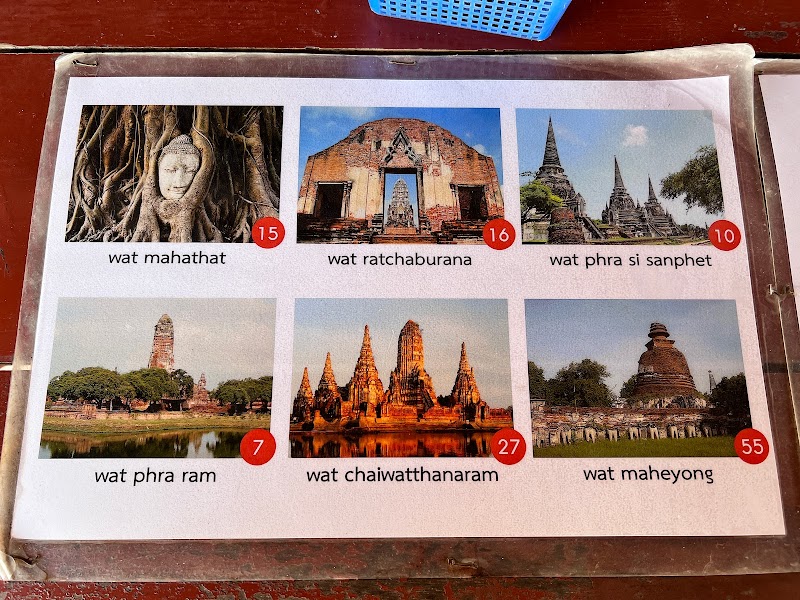 15
16
10
wat mahathat
wat ratchaburana
wat phra si sanphet
7
27
55
wat phra ram
wat chaiwatthanaram
wat maheyong